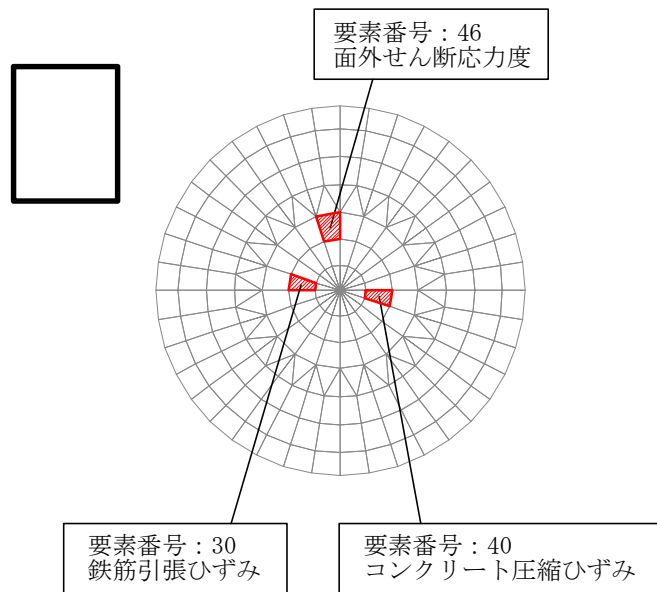 要素番号：46
面外せん断応力度
要素番号：30
鉄筋引張ひずみ
要素番号：40
コンクリート圧縮ひずみ